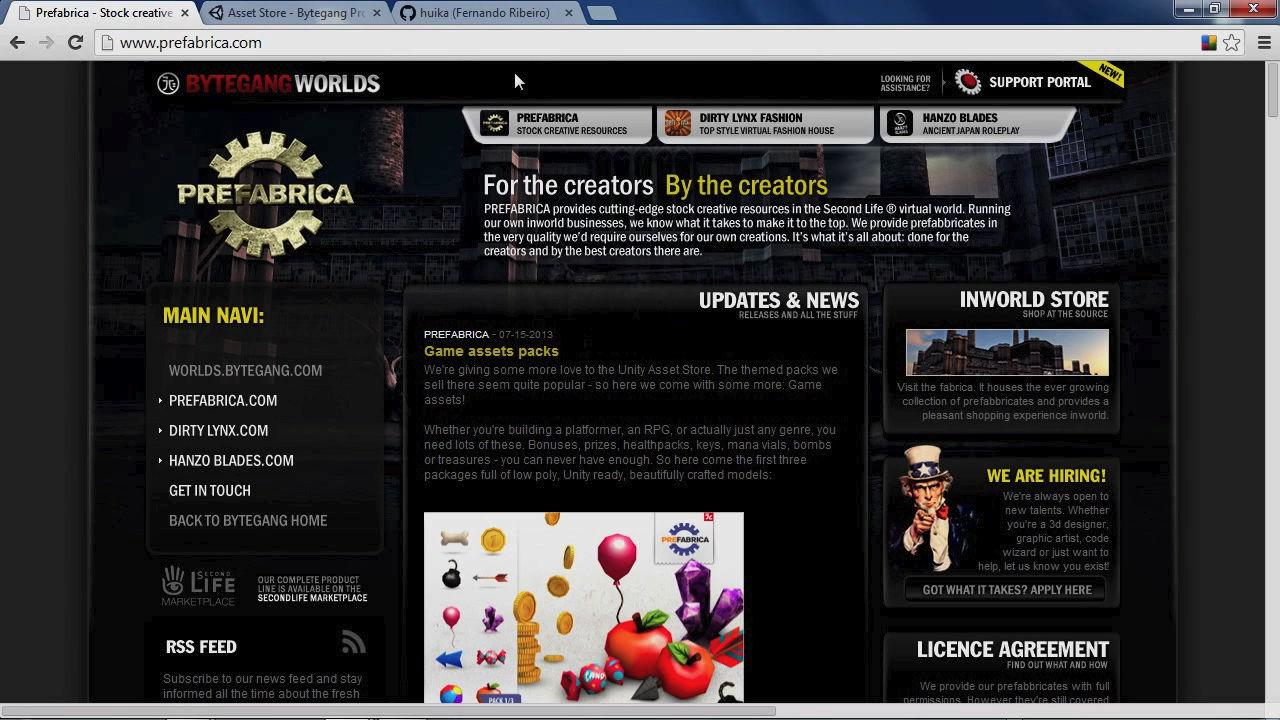 Prefabrica - Stock creative
Asset Store - Bytegang Pro
huika (Fernando Ribeiro)
www.prefabrica.com
BYTEGANG WORLDS
LOOKING FOR
ASSISTANCE?
SUPPORT PORTAL
NEW!
PREFABRICA
STOCK CREATIVE RESOURCES
DIRTY LYNX FASHION
TOP STYLE VIRTUAL FASHION HOUSE
HANZO BLADES
ANCIENT JAPAN ROLEPLAY
PREFABRICA
For the creators By the creators
PREFABRICA provides cutting-edge stock creative resources in the Second Life ® virtual world. Running
our own inworld businesses, we know what it takes to make it to the top. We provide prefabbricates in
the very quality we'd require ourselves for our own creations. It's what it's all about: done for the
creators and by the best creators there are.
MAIN NAVI:
WORLDS.BYTEGANG.COM
PREFABRICA.COM
DIRTY LYNX.COM
HANZO BLADES.COM
GET IN TOUCH
BACK TO BYTEGANG HOME
SECOND
LIFE
MARKETPLACE
OUR COMPLETE PRODUCT
LINE IS AVAILABLE ON THE
SECONDLIFE MARKETPLACE
RSS FEED
Subscribe to our news feed and stay
informed all the time about the fresh
UPDATES & NEWS
RELEASES AND ALL THE STUFF
PREFABRICA - 07-15-2013
Game assets packs
We're giving some more love to the Unity Asset Store. The themed packs we
sell there seem quite popular - so here we come with some more: Game
assets!
Whether you're building a platformer, an RPG, or actually just any genre, you
need lots of these. Bonuses, prizes, healthpacks, keys, mana vials, bombs
or treasures - you can never have enough. So here come the first three
packages full of low poly, Unity ready, beautifully crafted models:
PREFABRICA
CANDY
PACK 1/3
INWORLD STORE
SHOP AT THE SOURCE
Visit the fabrica. It houses the ever growing
collection of prefabbricates and provides a
pleasant shopping experience inworld.
WE ARE HIRING!
We're always open to
new talents. Whether
you're a 3d designer,
graphic artist, code
wizard or just want to
help, let us know you exist!
GOT WHAT IT TAKES? APPLY HERE
LICENCE AGREEMENT
FIND OUT WHAT AND HOW
We provide our prefabbricates with full
permissions. However they're still covered